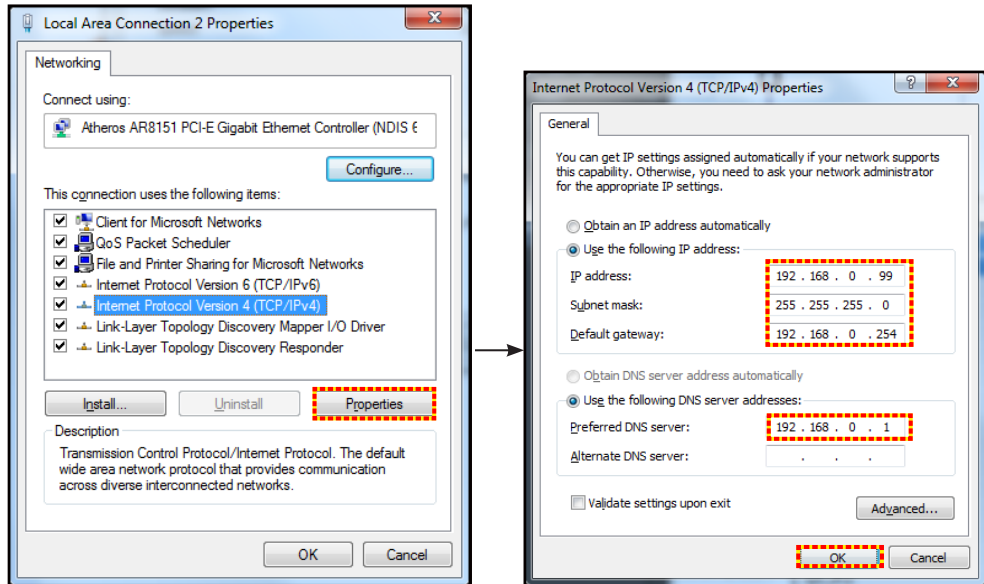 Local Area Connection 2 Properties
Networking
Connect using:
Atheros AR8151 PCI-E Gigabit Ethernet Controller (NDIS 6
Configure...
This connection uses the following items:
Client for Microsoft Networks
QoS Packet Scheduler
File and Printer Sharing for Microsoft Networks
Internet Protocol Version 6 (TCP/IPv6)
Internet Protocol Version 4 (TCP/IPv4)
Link-Layer Topology Discovery Mapper I/O Driver
Link-Layer Topology Discovery Responder
Install...
Uninstall
Properties
Description
Transmission Control Protocol/Internet Protocol. The default
wide area network protocol that provides communication
across diverse interconnected networks.
OK
Cancel
Internet Protocol Version 4 (TCP/IPv4) Properties
General
You can get IP settings assigned automatically if your network supports
this capability. Otherwise, you need to ask your network administrator
for the appropriate IP settings.
Obtain an IP address automatically
Use the following IP address:
IP address: 192 . 168 . 0 . 99
Subnet mask: 255 . 255 . 255 . 0
Default gateway: 192 . 168 . 0 . 254
Obtain DNS server address automatically
Use the following DNS server addresses:
Preferred DNS server: 192 . 168 . 0 . 1
Alternate DNS server: . . .
Validate settings upon exit
Advanced...
OK
Cancel